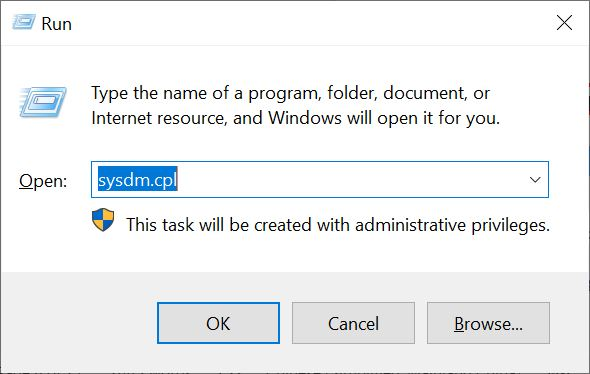 Run
Type the name of a program, folder, document, or
Internet resource, and Windows will open it for you.
Open: sysdm.cpl
This task will be created with administrative privileges.
OK Cancel Browse...